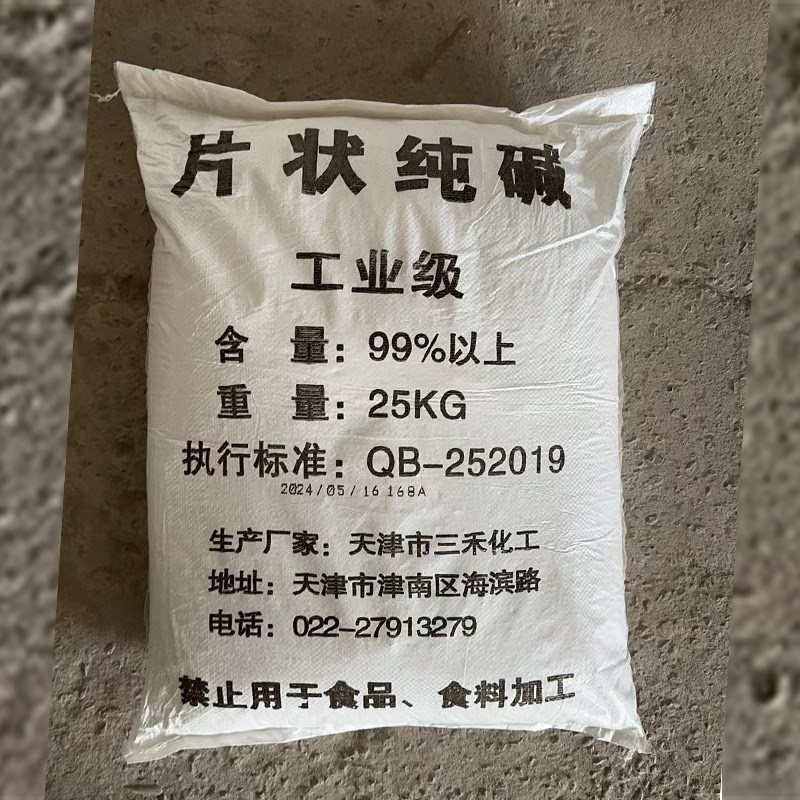 片状纯碱
工业级
含 量：99%以上
重 量：25KG
执行标准：QB-252019
2024/05/16 168A
生产厂家：天津市三禾化工
地址：天津市津南区海滨路
电话：022-27913279
禁止用于食品、食料加工